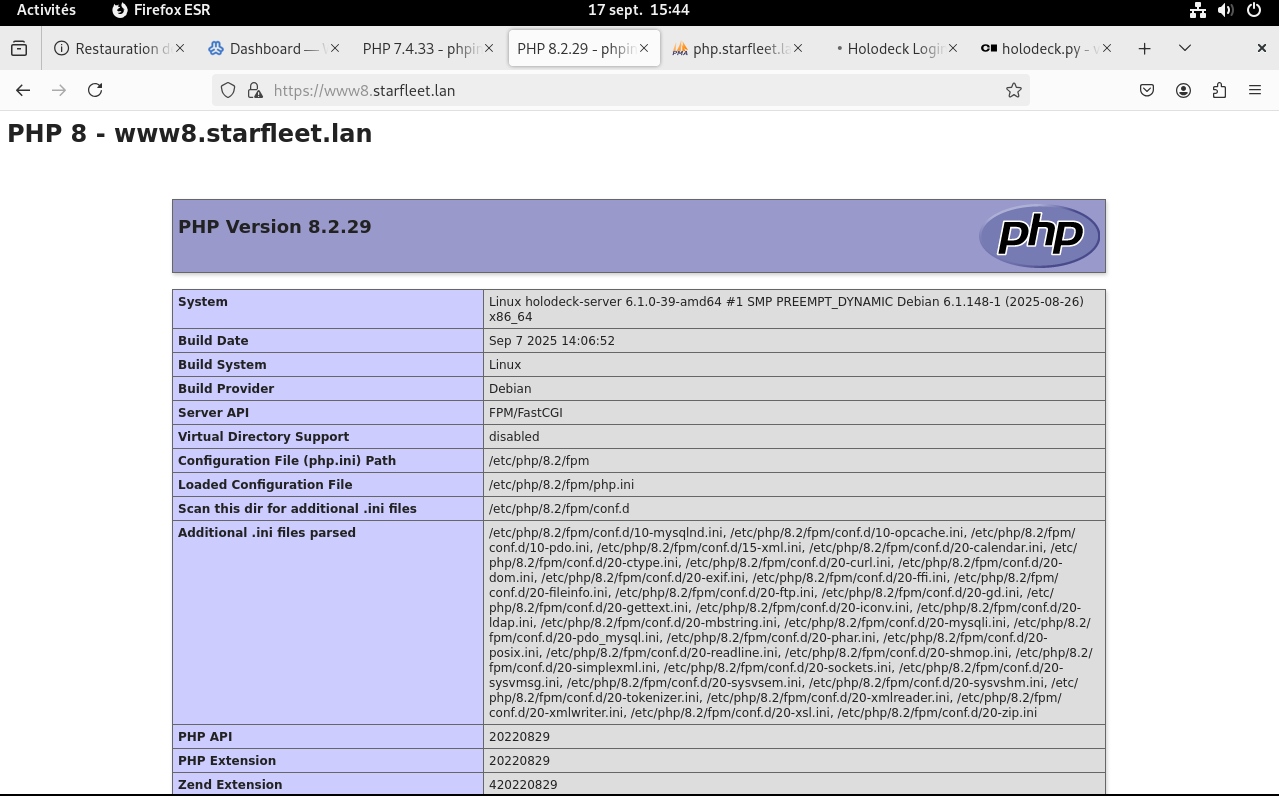 Activités Firefox ESR 17 sept. 15:44
Restauration d Dashboard — W PHP 7.4.33 - phpin PHP 8.2.29 - phpin php.starfleet.la Holodeck Login holodeck.py - v
https://www8.starfleet.lan
PHP 8 - www8.starfleet.lan
PHP Version 8.2.29 php
System Linux holodeck-server 6.1.0-39-amd64 #1 SMP PREEMPT_DYNAMIC Debian 6.1.148-1 (2025-08-26)
x86_64
Build Date Sep 7 2025 14:06:52
Build System Linux
Build Provider Debian
Server API FPM/FastCGI
Virtual Directory Support disabled
Configuration File (php.ini) Path /etc/php/8.2/fpm
Loaded Configuration File /etc/php/8.2/fpm/php.ini
Scan this dir for additional .ini files /etc/php/8.2/fpm/conf.d
Additional .ini files parsed /etc/php/8.2/fpm/conf.d/10-mysqlnd.ini, /etc/php/8.2/fpm/conf.d/10-opcache.ini, /etc/php/8.2/fpm/
conf.d/10-pdo.ini, /etc/php/8.2/fpm/conf.d/15-xml.ini, /etc/php/8.2/fpm/conf.d/20-calendar.ini, /etc/
php/8.2/fpm/conf.d/20-ctype.ini, /etc/php/8.2/fpm/conf.d/20-curl.ini, /etc/php/8.2/fpm/conf.d/20-
dom.ini, /etc/php/8.2/fpm/conf.d/20-exif.ini, /etc/php/8.2/fpm/conf.d/20-ffi.ini, /etc/php/8.2/fpm/
conf.d/20-fileinfo.ini, /etc/php/8.2/fpm/conf.d/20-ftp.ini, /etc/php/8.2/fpm/conf.d/20-gd.ini, /etc/
php/8.2/fpm/conf.d/20-gettext.ini, /etc/php/8.2/fpm/conf.d/20-iconv.ini, /etc/php/8.2/fpm/conf.d/20-
ldap.ini, /etc/php/8.2/fpm/conf.d/20-mbstring.ini, /etc/php/8.2/fpm/conf.d/20-mysqli.ini, /etc/php/8.2/
fpm/conf.d/20-pdo_mysql.ini, /etc/php/8.2/fpm/conf.d/20-phar.ini, /etc/php/8.2/fpm/conf.d/20-
posix.ini, /etc/php/8.2/fpm/conf.d/20-readline.ini, /etc/php/8.2/fpm/conf.d/20-shmop.ini, /etc/php/8.2/
fpm/conf.d/20-simplexml.ini, /etc/php/8.2/fpm/conf.d/20-sockets.ini, /etc/php/8.2/fpm/conf.d/20-
sysvmsg.ini, /etc/php/8.2/fpm/conf.d/20-sysvsem.ini, /etc/php/8.2/fpm/conf.d/20-sysvshm.ini, /etc/
php/8.2/fpm/conf.d/20-tokenizer.ini, /etc/php/8.2/fpm/conf.d/20-xmlreader.ini, /etc/php/8.2/fpm/
conf.d/20-xmlwriter.ini, /etc/php/8.2/fpm/conf.d/20-xsl.ini, /etc/php/8.2/fpm/conf.d/20-zip.ini
PHP API 20220829
PHP Extension 20220829
Zend Extension 420220829